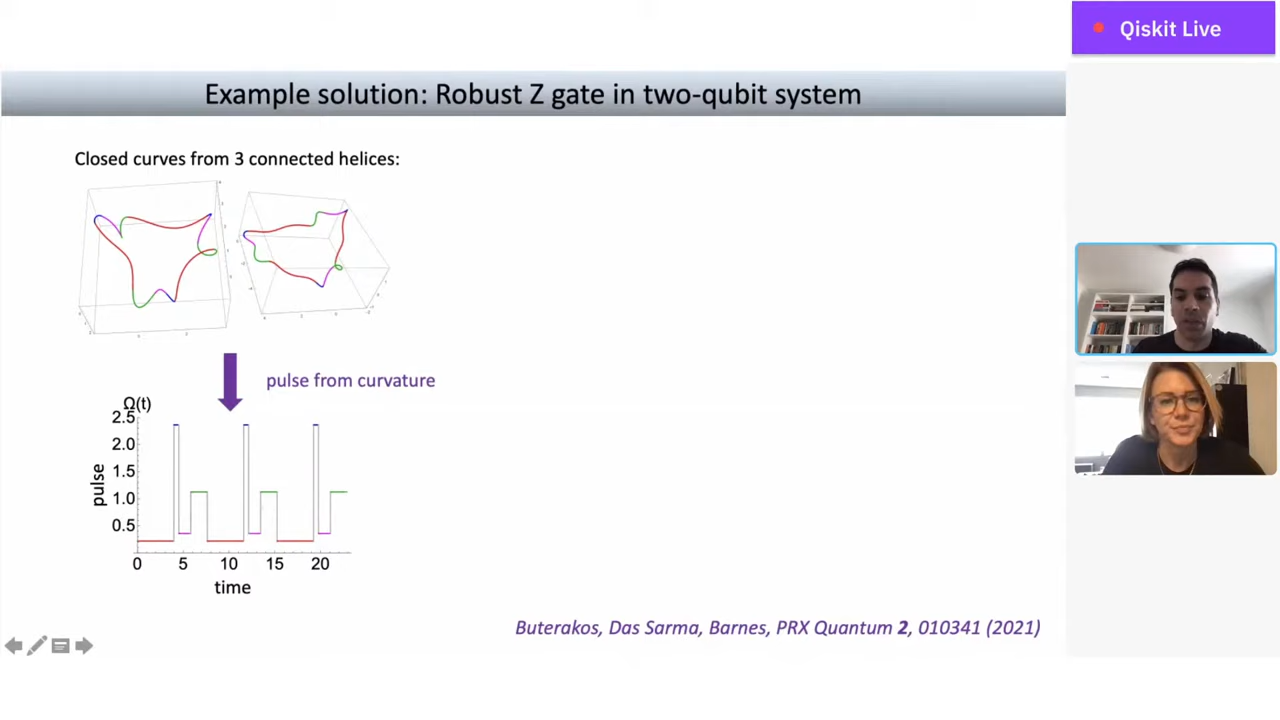 Qiskit Live
Example solution: Robust Z gate in two-qubit system
Closed curves from 3 connected helices:
pulse from curvature
Ω(t)
2.5
2.0
1.5
1.0
0.5
pulse
0 5 10 15 20
time
Buterakos, Das Sarma, Barnes, PRX Quantum 2, 010341 (2021)